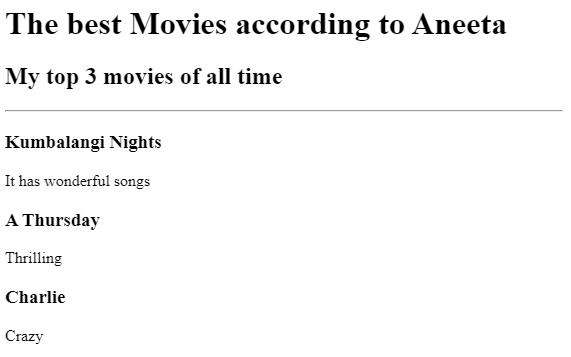 The best Movies according to Aneeta
My top 3 movies of all time
Kumbalangi Nights
It has wonderful songs
A Thursday
Thrilling
Charlie
Crazy